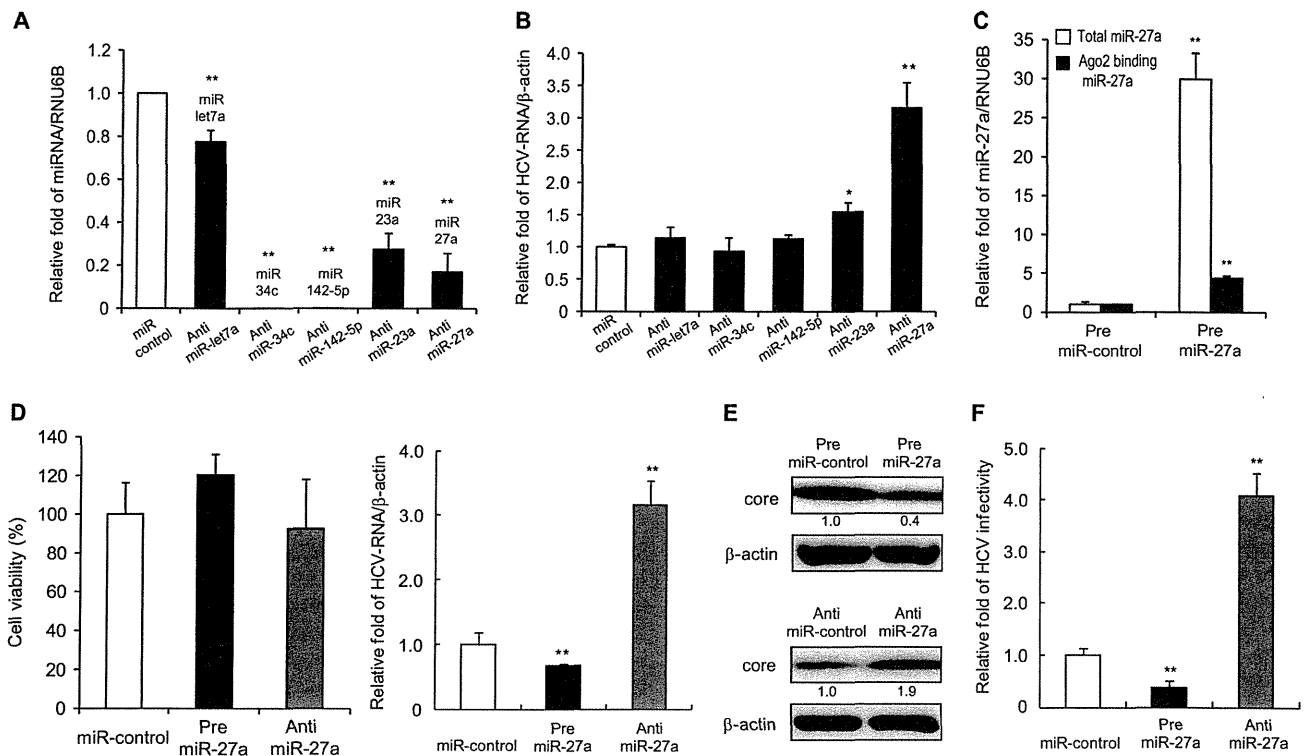 A
Relative fold of miRNA/RNU6B
1.2
1.0
0.8
0.6
0.4
0.2
0
**
miR
let7a
**
miR
34c
**
miR
142-5p
**
miR
23a
**
miR
27a
miR
control
Anti
miR-let7a
Anti
miR-34c
Anti
miR-142-5p
Anti
miR-23a
Anti
miR-27a
B
Relative fold of HCV-RNA/β-actin
4.0
3.5
3.0
2.5
2.0
1.5
1.0
0.5
0.0
*
**
miR
control
Anti
miR-let7a
Anti
miR-34c
Anti
miR-142-5p
Anti
miR-23a
Anti
miR-27a
C
Relative fold of miR-27a/RNU6B
35
30
25
20
15
10
5
0
Total miR-27a
Ago2 binding
miR-27a
**
**
Pre
miR-control
Pre
miR-27a
D
Cell viability (%)
140
120
100
80
60
40
20
0
miR-control
Pre
miR-27a
Anti
miR-27a
Relative fold of HCV-RNA/β-actin
4.0
3.0
2.0
1.0
0.0
**
**
miR-control
Pre
miR-27a
Anti
miR-27a
E
Pre
miR-control
Pre
miR-27a
core
1.0
0.4
β-actin
Anti
miR-control
Anti
miR-27a
core
1.0
1.9
β-actin
F
Relative fold of HCV infectivity
5.0
4.0
3.0
2.0
1.0
0.0
**
**
miR-control
Pre
miR-27a
Anti
miR-27a